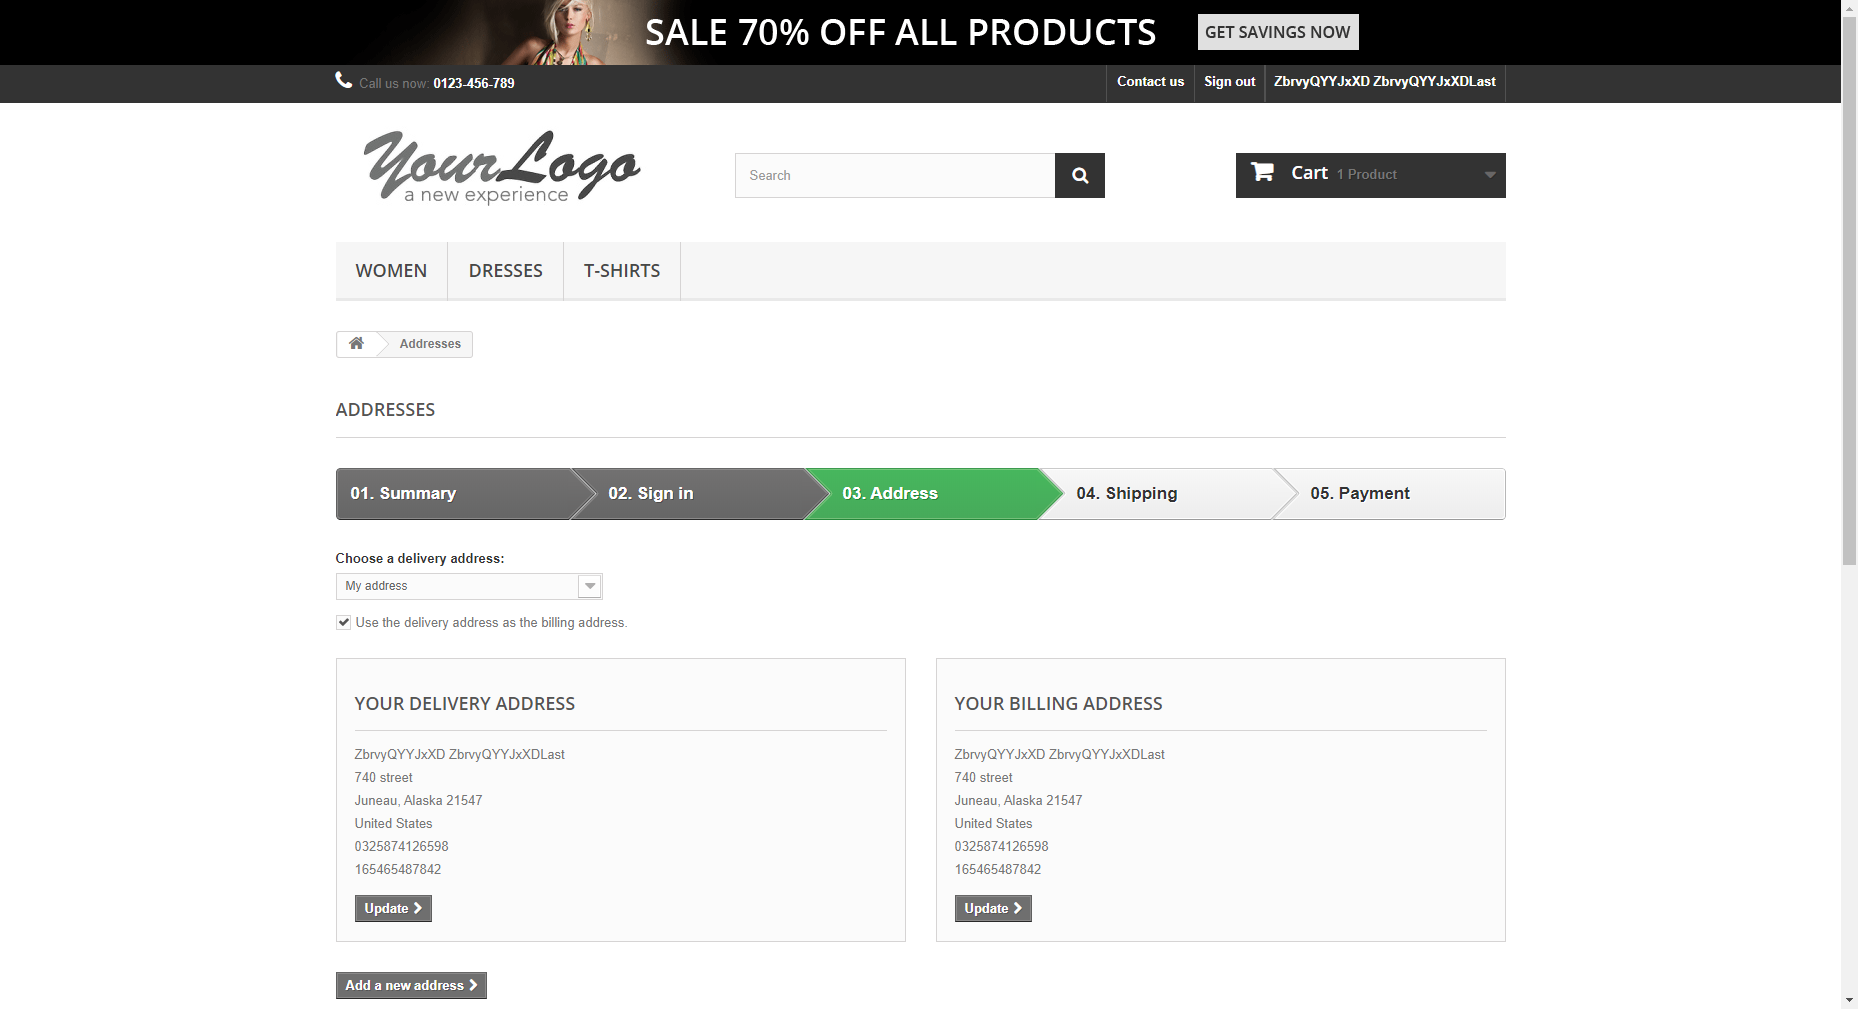 SALE 70% OFF ALL PRODUCTS GET SAVINGS NOW
Call us now: 0123-456-789 Contact us Sign out ZbrvyQYYJxXD ZbrvyQYYJxXDLast
YourLogo
a new experience
Search
Cart 1 Product
WOMEN DRESSES T-SHIRTS
Addresses
ADDRESSES
01. Summary 02. Sign in 03. Address 04. Shipping 05. Payment
Choose a delivery address:
My address
Use the delivery address as the billing address.
YOUR DELIVERY ADDRESS
ZbrvyQYYJxXD ZbrvyQYYJxXDLast
740 street
Juneau, Alaska 21547
United States
0325874126598
165465487842
Update
YOUR BILLING ADDRESS
ZbrvyQYYJxXD ZbrvyQYYJxXDLast
740 street
Juneau, Alaska 21547
United States
0325874126598
165465487842
Update
Add a new address